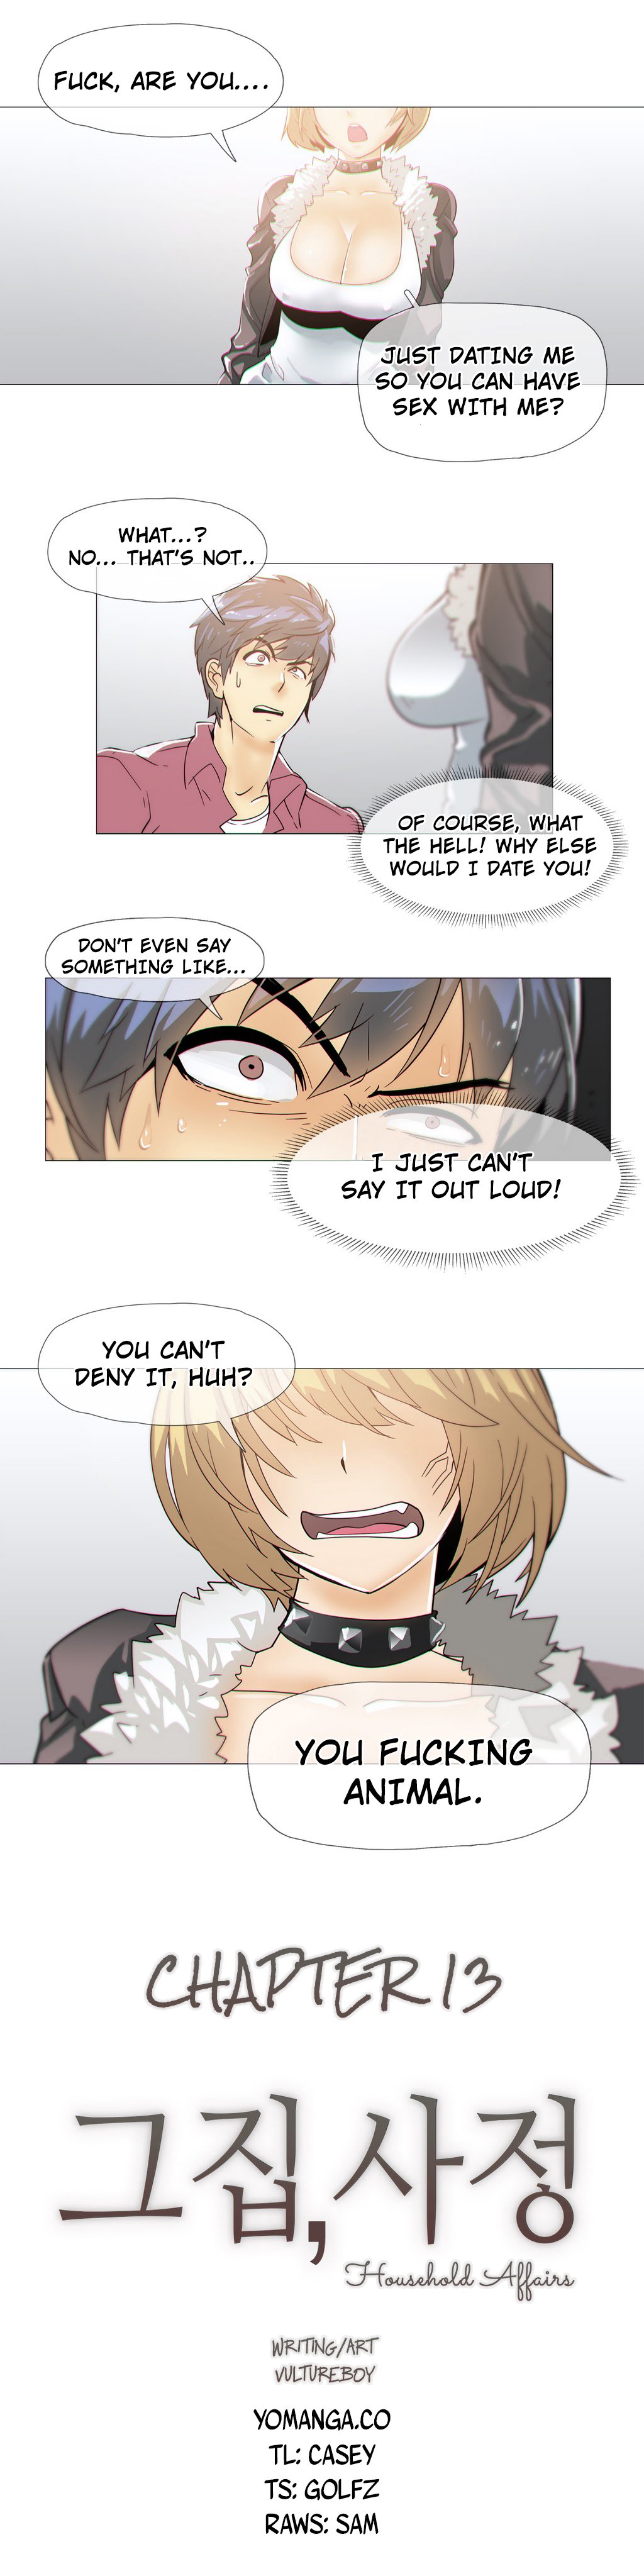 FUCK, ARE YOU....
JUST DATING ME
SO YOU CAN HAVE
SEX WITH ME?
WHAT...?
NO... THAT'S NOT..
OF COURSE, WHAT
THE HELL! WHY ELSE
WOULD I DATE YOU!
DON'T EVEN SAY
SOMETHING LIKE...
I JUST CAN'T
SAY IT OUT LOUD!
YOU CAN'T
DENY IT, HUH?
YOU FUCKING
ANIMAL.
CHAPTER 13
그집, 사정
Household Affairs
WRITING/ART
VULTUREBOY
YOMANGA.CO
TL: CASEY
TS: GOLFZ
RAWS: SAM